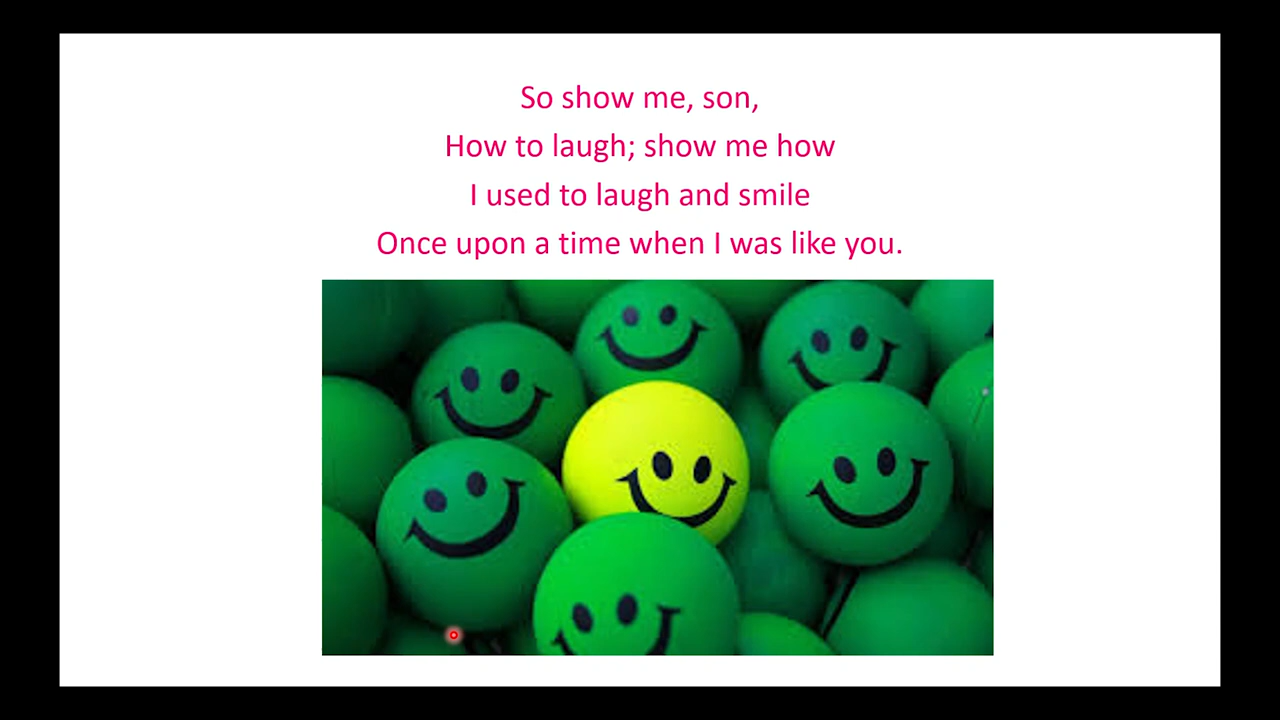 So show me, son,
How to laugh; show me how
I used to laugh and smile
Once upon a time when I was like you.